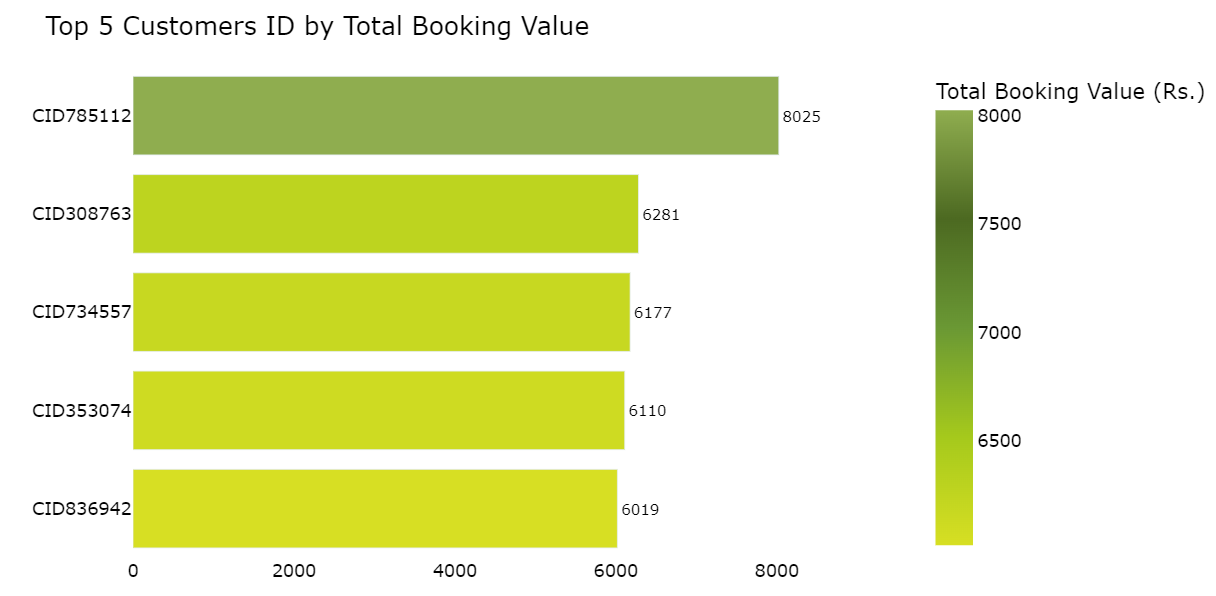 Top 5 Customers ID by Total Booking Value
CID785112
8025
CID308763
6281
CID734557
6177
CID353074
6110
CID836942
6019
0
2000
4000
6000
8000
Total Booking Value (Rs.)
8000
7500
7000
6500